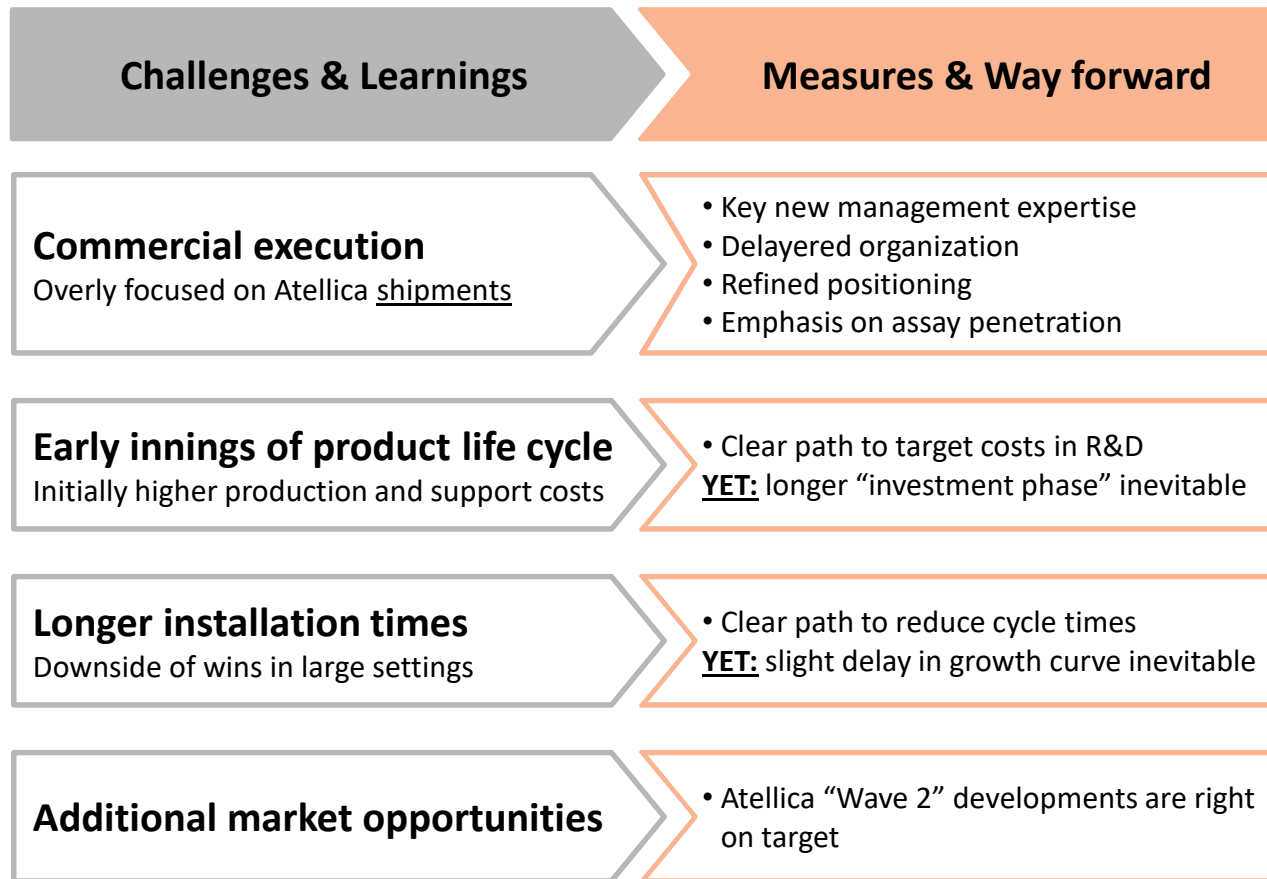 Challenges & Learnings
Measures & Way forward
Commercial execution
Overly focused on Atellica shipments
• Key new management expertise
• Delayered organization
• Refined positioning
• Emphasis on assay penetration
Early innings of product life cycle
Initially higher production and support costs
• Clear path to target costs in R&D
YET: longer “investment phase” inevitable
Longer installation times
Downside of wins in large settings
• Clear path to reduce cycle times
YET: slight delay in growth curve inevitable
Additional market opportunities
• Atellica “Wave 2” developments are right
on target